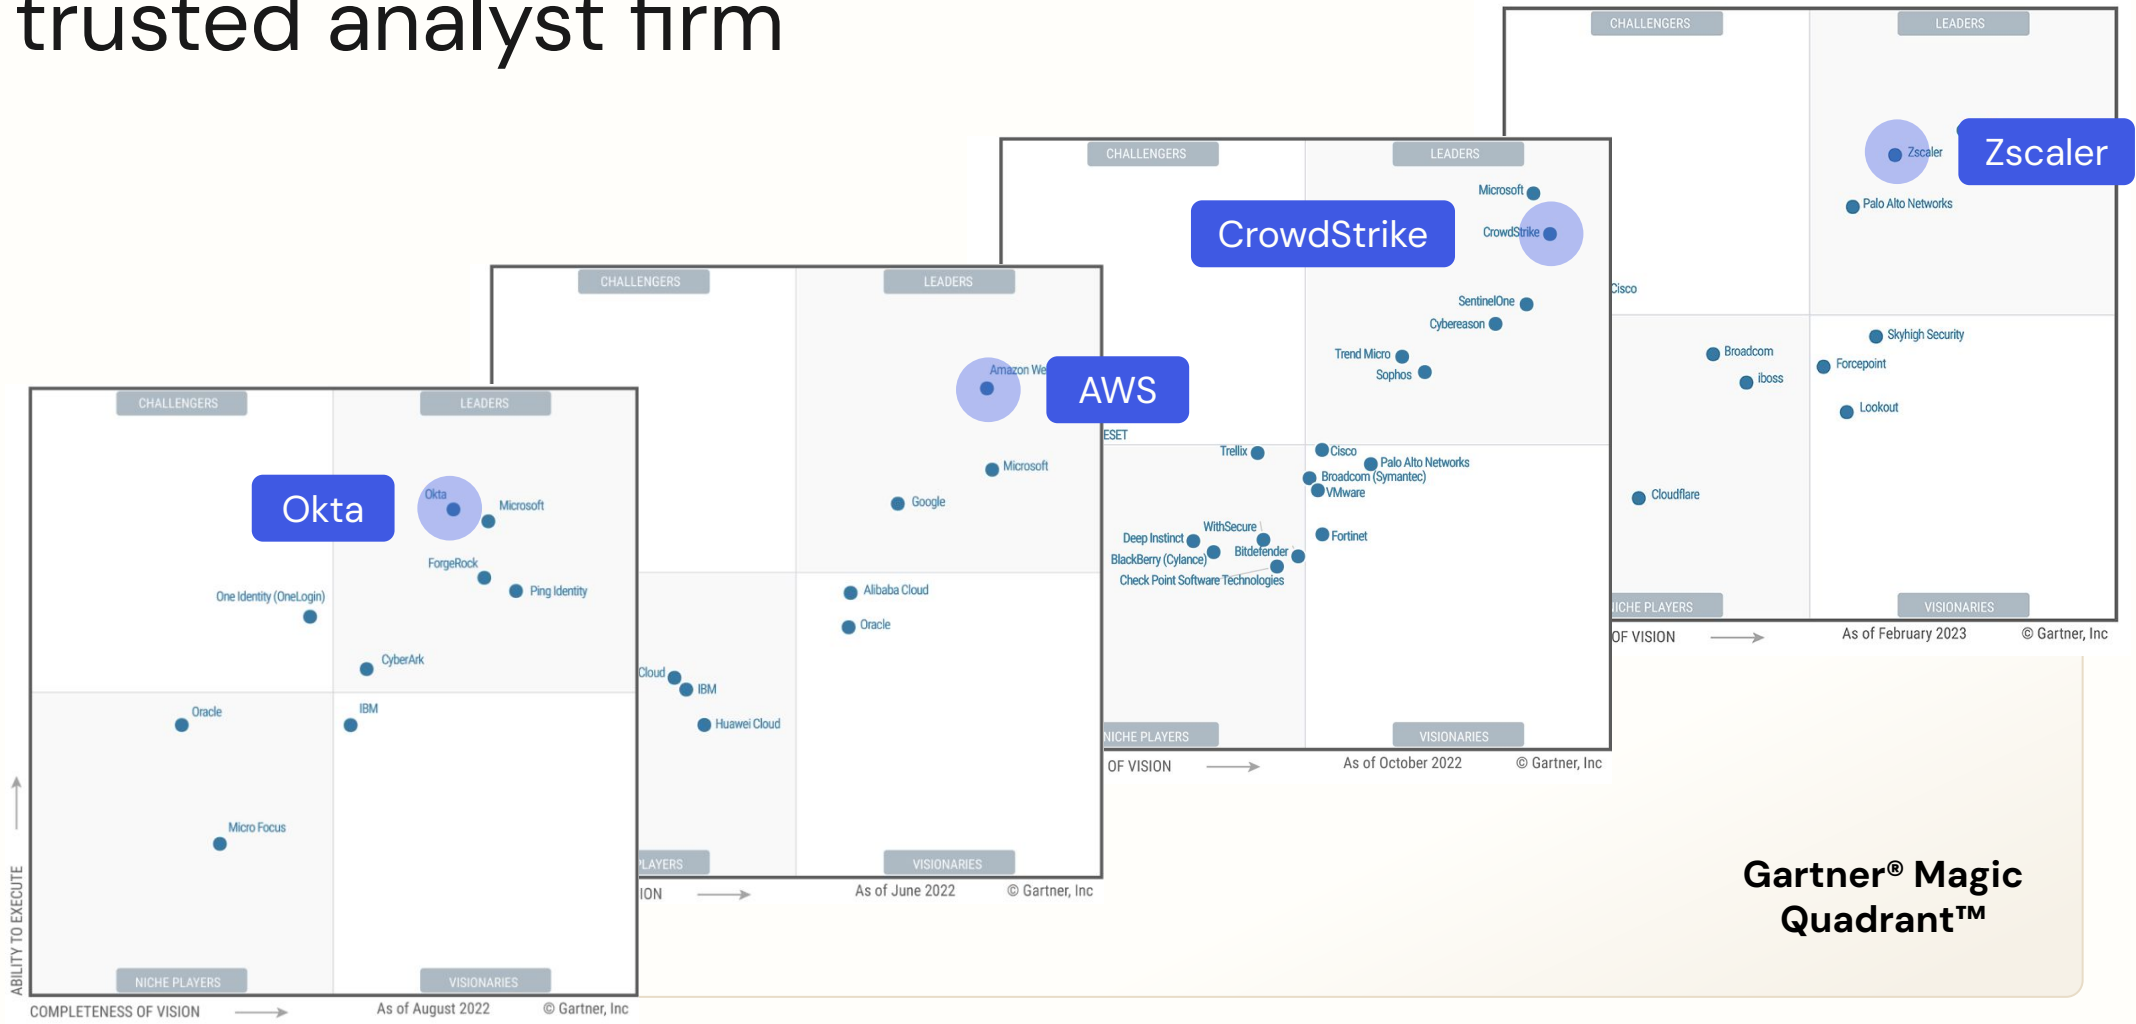 trusted analyst firm
CHALLENGERS
LEADERS
Okta
Okta
Microsoft
ForgeRock
Ping Identity
One Identity (OneLogin)
CyberArk
Oracle
IBM
Micro Focus
NICHE PLAYERS
VISIONARIES
ABILITY TO EXECUTE
COMPLETENESS OF VISION
As of August 2022
© Gartner, Inc
CHALLENGERS
LEADERS
Amazon We
AWS
Microsoft
Google
Alibaba Cloud
Oracle
Cloud
IBM
Huawei Cloud
PLAYERS
VISIONARIES
ION
As of June 2022
© Gartner, Inc
CHALLENGERS
LEADERS
Microsoft
CrowdStrike
CrowdStrike
SentinelOne
Cybereason
Trend Micro
Sophos
ESET
Trellix
Cisco
Palo Alto Networks
Broadcom (Symantec)
VMware
WithSecure
Fortinet
Deep Instinct
Bitdefender
BlackBerry (Cylance)
Check Point Software Technologies
NICHE PLAYERS
VISIONARIES
OF VISION
As of October 2022
© Gartner, Inc
CHALLENGERS
LEADERS
Zscaler
Zscaler
Palo Alto Networks
Cisco
Skyhigh Security
Broadcom
Forcepoint
iboss
Lookout
Cloudflare
NICHE PLAYERS
VISIONARIES
OF VISION
As of February 2023
© Gartner, Inc
Gartner® Magic
Quadrant™